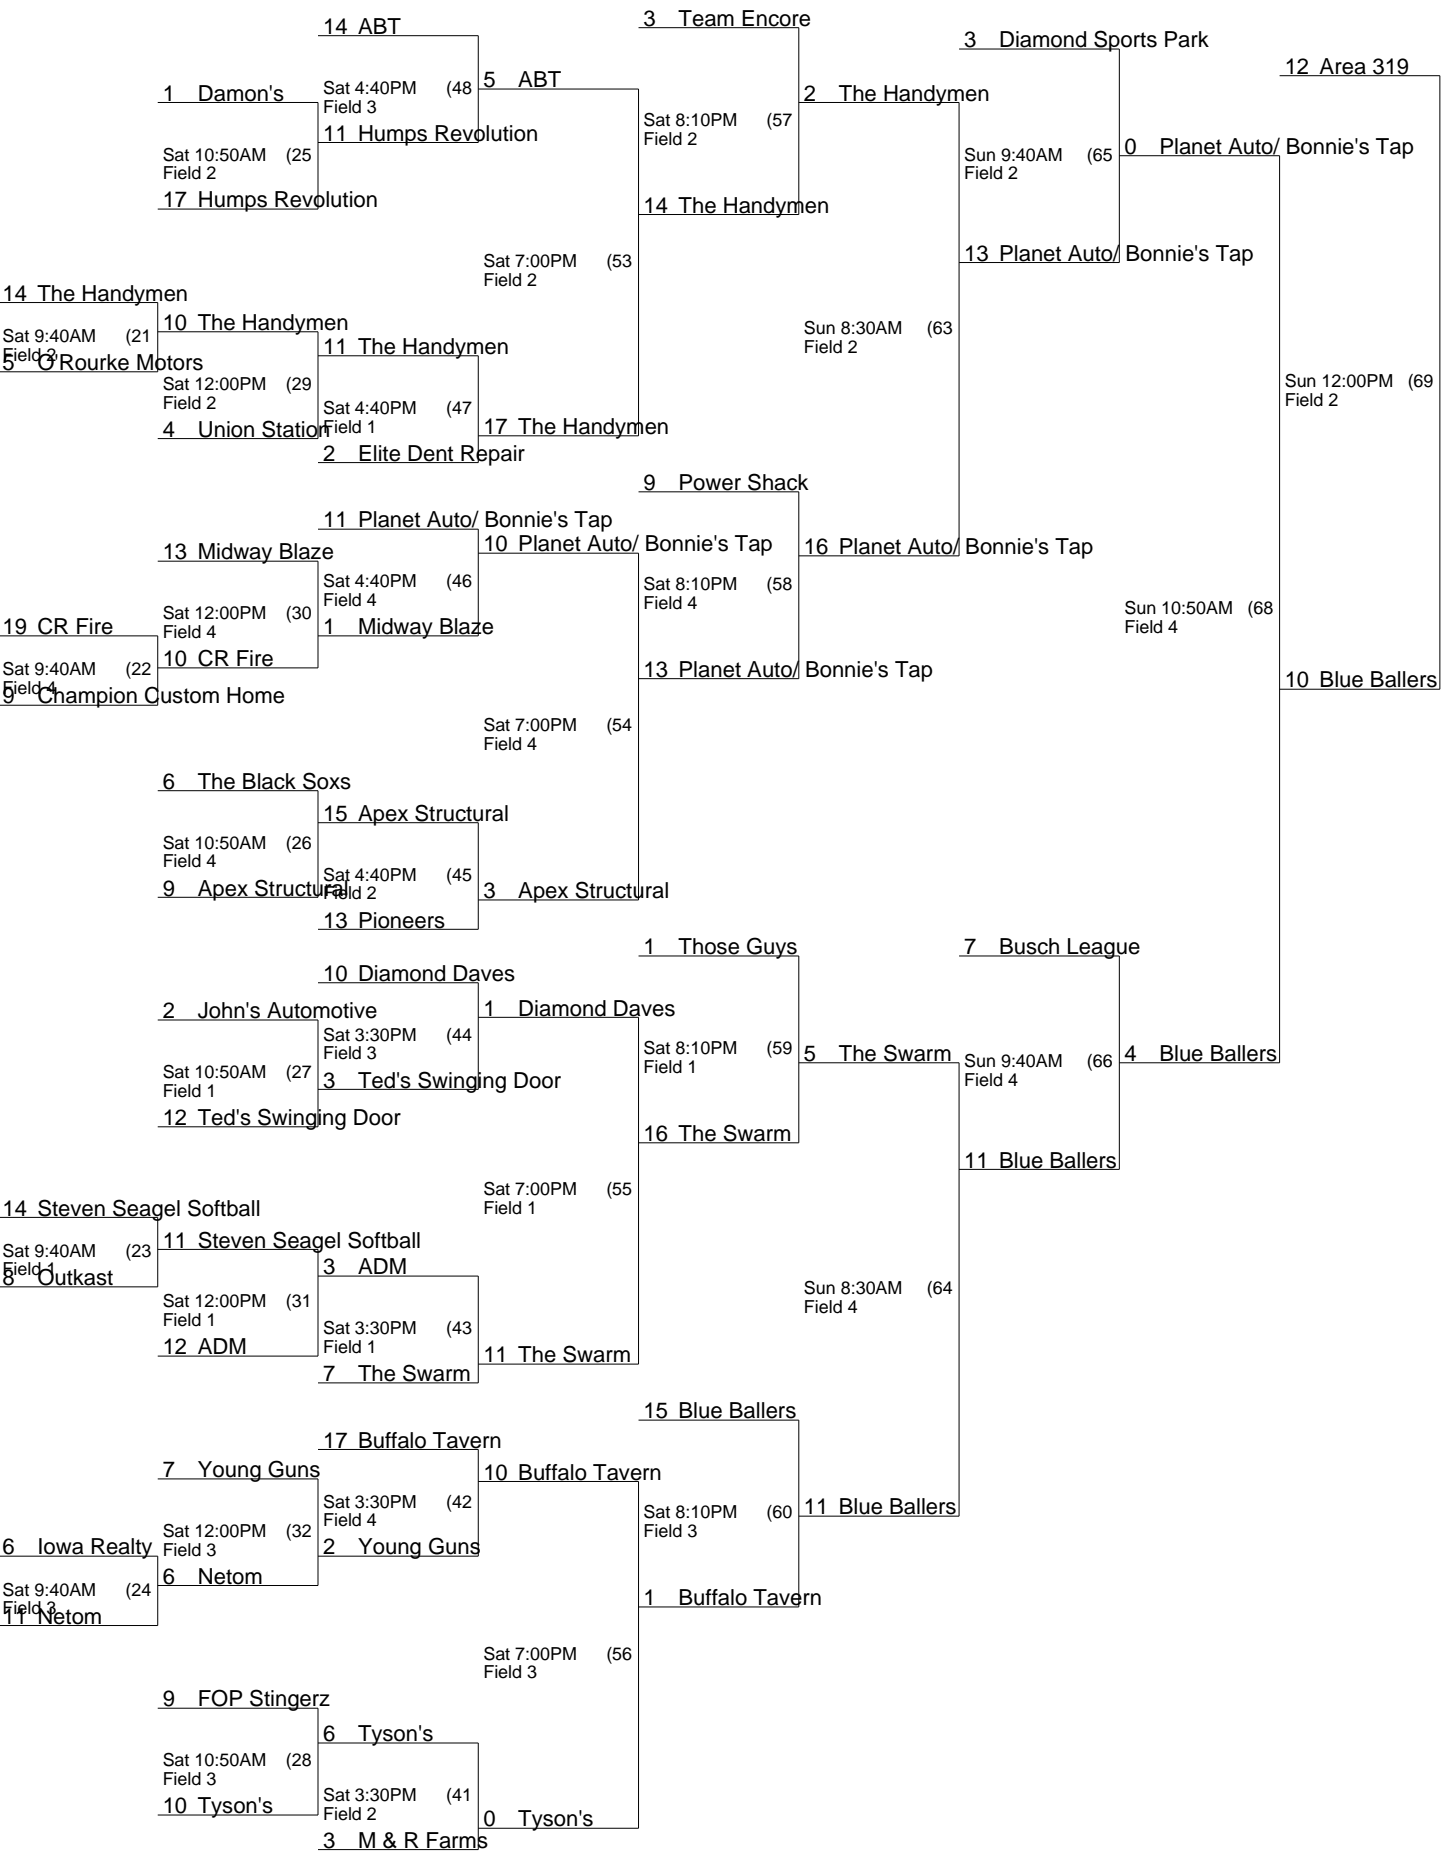 14 ABT
3 Team Encore
3 Diamond Sports Park
12 Area 319
1 Damon's
Sat 4:40PM (48
Field 3
5 ABT
2 The Handymen
Sat 8:10PM (57
Field 2
11 Humps Revolution
Sat 10:50AM (25
Field 2
Sun 9:40AM (65
Field 2
0 Planet Auto/ Bonnie's Tap
17 Humps Revolution
14 The Handymen
Sat 7:00PM (53
Field 2
13 Planet Auto/ Bonnie's Tap
14 The Handymen
Sat 9:40AM (21
Field 2
5 O'Rourke Motors
10 The Handymen
Sun 8:30AM (63
Field 2
11 The Handymen
Sat 12:00PM (29
Field 2
Sun 12:00PM (69
Field 2
4 Union Station
Sat 4:40PM (47
Field 1
17 The Handymen
2 Elite Dent Repair
9 Power Shack
11 Planet Auto/ Bonnie's Tap
10 Planet Auto/ Bonnie's Tap
16 Planet Auto/ Bonnie's Tap
13 Midway Blaze
Sat 4:40PM (46
Field 4
Sat 8:10PM (58
Field 4
Sat 12:00PM (30
Field 4
Sun 10:50AM (68
Field 4
19 CR Fire
1 Midway Blaze
Sat 9:40AM (22
Field 4
9 Champion Custom Home
10 CR Fire
13 Planet Auto/ Bonnie's Tap
10 Blue Ballers
Sat 7:00PM (54
Field 4
6 The Black Soxs
15 Apex Structural
Sat 10:50AM (26
Field 4
9 Apex Structural
Sat 4:40PM (45
Field 2
3 Apex Structural
13 Pioneers
1 Those Guys
7 Busch League
10 Diamond Daves
2 John's Automotive
1 Diamond Daves
Sat 3:30PM (44
Field 3
Sat 8:10PM (59
Field 1
5 The Swarm
Sun 9:40AM (66
Field 4
4 Blue Ballers
Sat 10:50AM (27
Field 1
3 Ted's Swinging Door
12 Ted's Swinging Door
16 The Swarm
11 Blue Ballers
Sat 7:00PM (55
Field 1
14 Steven Seagel Softball
Sat 9:40AM (23
Field 1
8 Outkast
11 Steven Seagel Softball
3 ADM
Sun 8:30AM (64
Field 4
Sat 12:00PM (31
Field 1
12 ADM
Sat 3:30PM (43
Field 1
11 The Swarm
7 The Swarm
15 Blue Ballers
17 Buffalo Tavern
7 Young Guns
10 Buffalo Tavern
Sat 3:30PM (42
Field 4
Sat 8:10PM (60
Field 3
11 Blue Ballers
Sat 12:00PM (32
Field 3
6 Iowa Realty
2 Young Guns
Sat 9:40AM (24
Field 3
11 Netom
6 Netom
1 Buffalo Tavern
Sat 7:00PM (56
Field 3
9 FOP Stingerz
6 Tyson's
Sat 10:50AM (28
Field 3
10 Tyson's
Sat 3:30PM (41
Field 2
0 Tyson's
3 M & R Farms